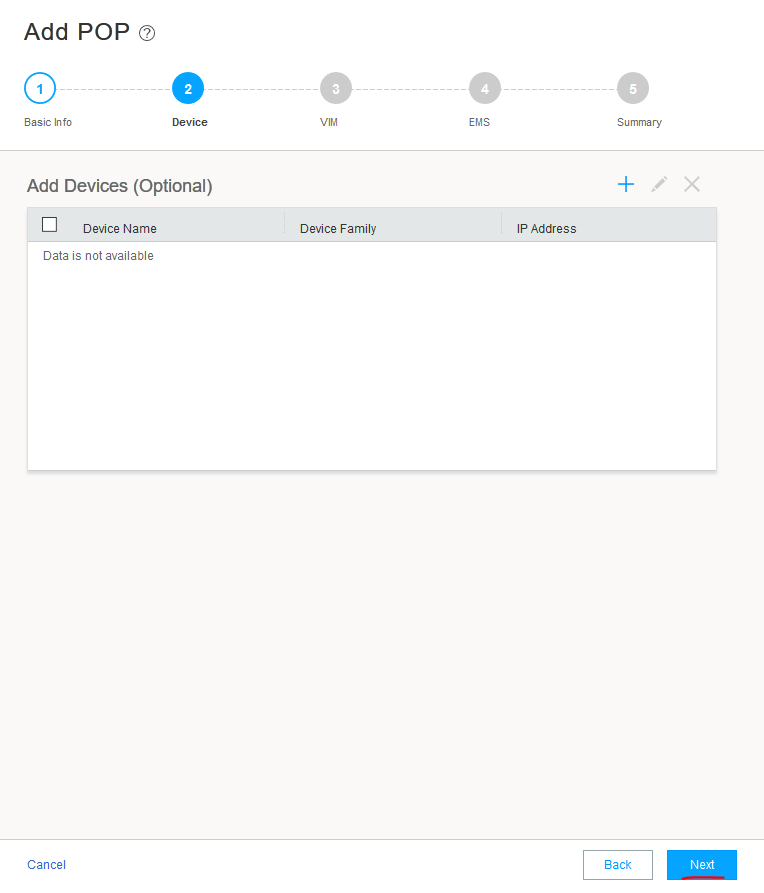 Add POP ?
1 2 3 4 5
Basic Info Device VIM EMS Summary
Add Devices (Optional)
Device Name Device Family IP Address
Data is not available
Cancel Back Next